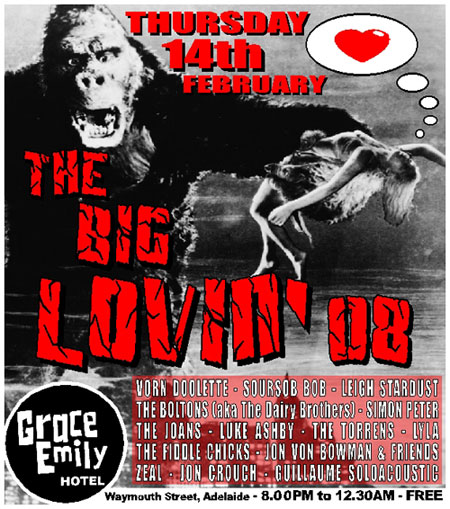 THURSDAY
14th
FEBRUARY
THE
BIG
LOVIN' 08
VORN DOOLETTE - SOURSOB BOB - LEIGH STARDUST
THE BOLTONS (aka The Dairy Brothers) - SIMON PETER
THE JOANS - LUKE ASHBY - THE TORRENS - LYLA
THE FIDDLE CHICKS - JON VON BOWMAN & FRIENDS
ZEAL - JON CROUCH - GUILLAUME SOLOACOUSTIC
Grace
Emily
HOTEL
Waymouth Street, Adelaide - 8.00PM to 12.30AM - FREE